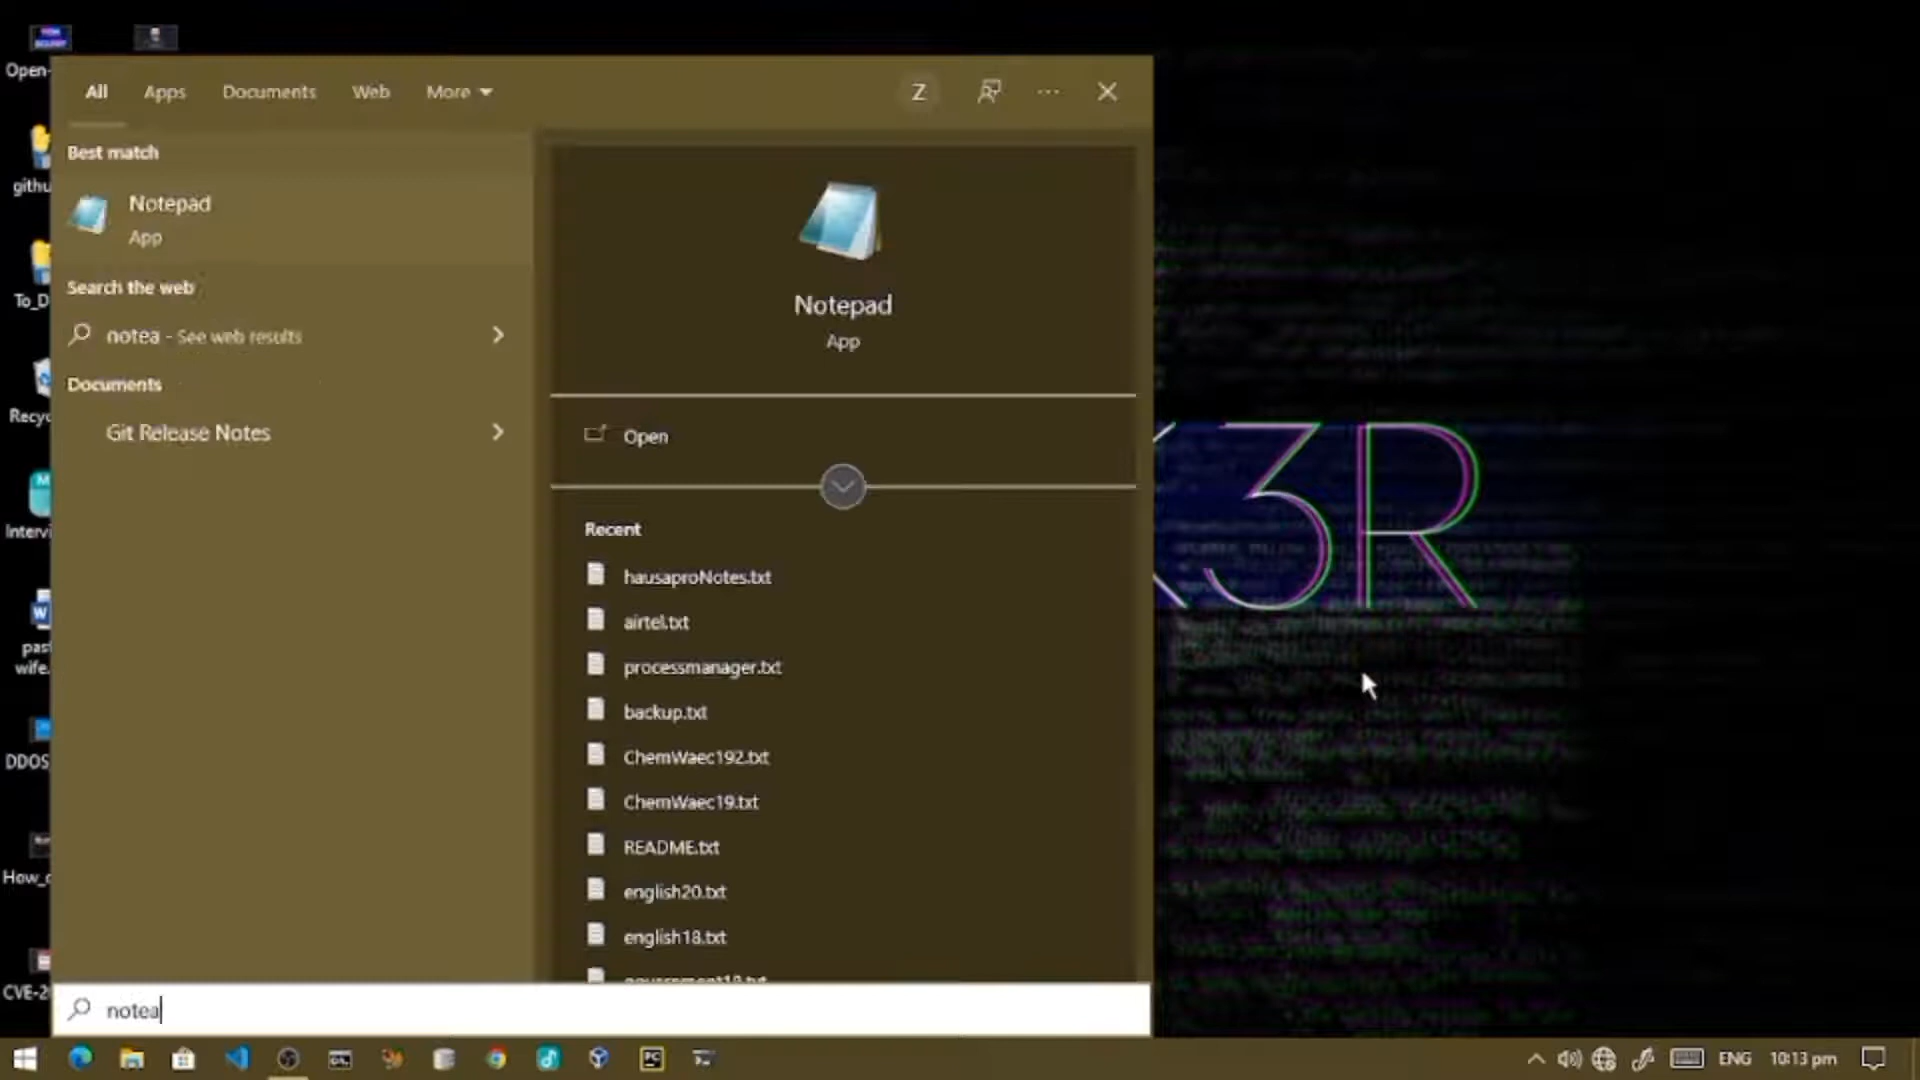 Open-
githu
To_D
Recyc
Intervi
past
wife.
DDOS
How_
CVE-2
All Apps Documents Web More Z
Best match
Notepad
App
Search the web
notea - See web results
Documents
Git Release Notes
Notepad
App
Open
Recent
hausaproNotes.txt
airtel.txt
processmanager.txt
backup.txt
ChemWaec192.txt
ChemWaec19.txt
README.txt
english20.txt
english18.txt
notea
3R
ENG 10:13 pm